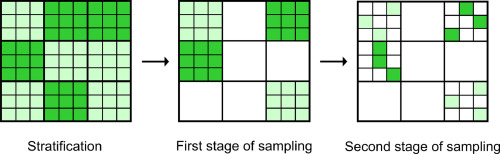 Stratification
First stage of sampling
Second stage of sampling